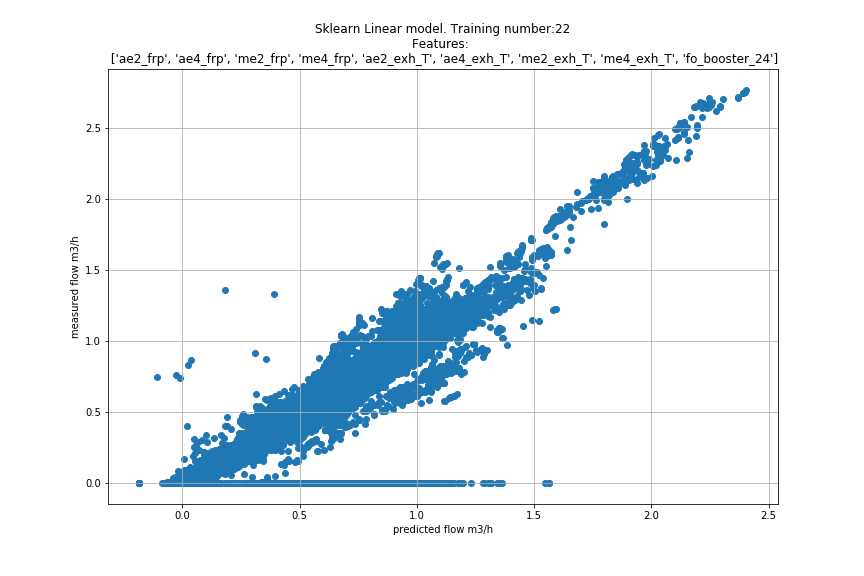 Sklearn Linear model. Training number:22
Features:
['ae2_frp', 'ae4_frp', 'me2_frp', 'me4_frp', 'ae2_exh_T', 'ae4_exh_T', 'me2_exh_T', 'me4_exh_T', 'fo_booster_24']
measured flow m3/h
2.5
2.0
1.5
1.0
0.5
0.0
0.0 0.5 1.0 1.5 2.0 2.5
predicted flow m3/h